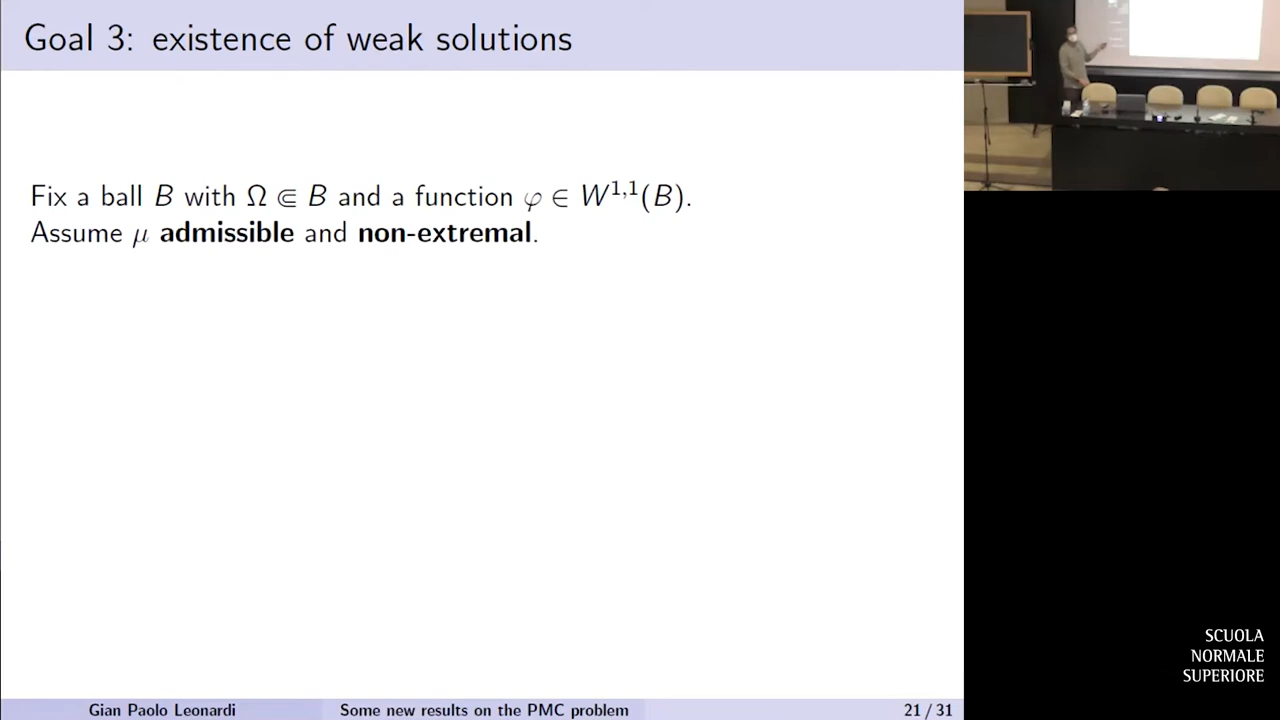 Goal 3: existence of weak solutions
Fix a ball B with Ω ⋐ B and a function φ ∈ W^{1,1}(B).
Assume μ admissible and non-extremal.
Gian Paolo Leonardi
Some new results on the PMC problem
21 / 31
SCUOLA
NORMALE
SUPERIORE